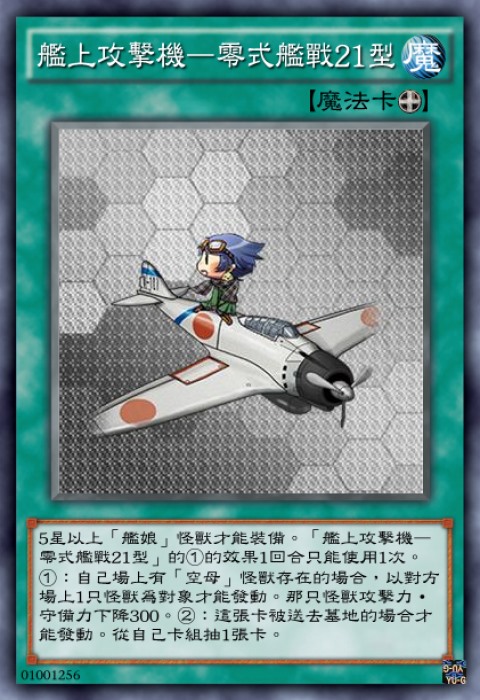 艦上攻擊機—零式艦戰21型 魔
【魔法卡】
5星以上「艦娘」怪獸才能裝備。「艦上攻擊機—
零式艦戰21型」的①的效果1回合只能使用1次。
①：自己場上有「空母」怪獸存在的場合，以對方
場上1只怪獸爲對象才能發動。那只怪獸攻擊力・
守備力下降300。②：這張卡被送去墓地的場合才
能發動。從自己卡組抽1張卡。
01001256